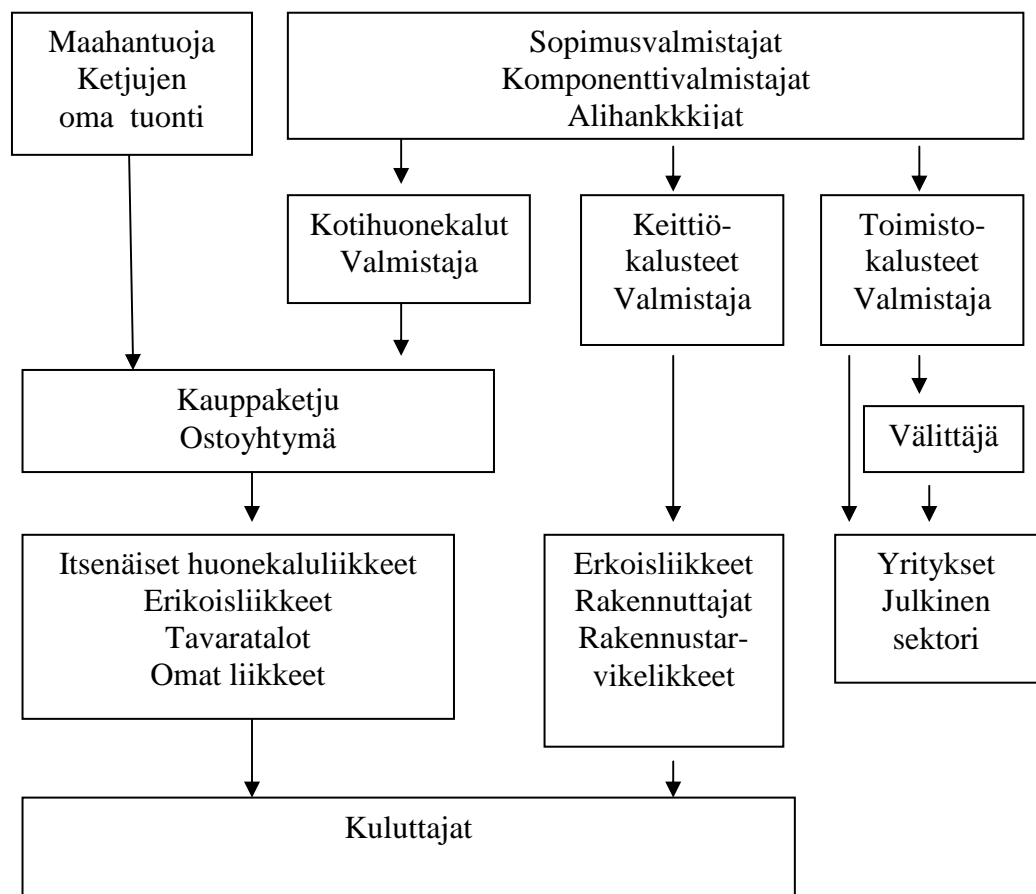 Maahantuoja
Ketjujen
oma tuonti
Sopimusvalmistajat
Komponenttivalmistajat
Alihankkkijat
Kotihuonekalut
Valmistaja
Keittiö-
kalusteet
Valmistaja
Toimisto-
kalusteet
Valmistaja
Kauppaketju
Ostoyhtymä
Välittäjä
Itsenäiset huonekaluliikkeet
Erikoisliikkeet
Tavaratalot
Omat liikkeet
Erkoisliikkeet
Rakennuttajat
Rakennustar-
vikelikkeet
Yritykset
Julkinen
sektori
Kuluttajat